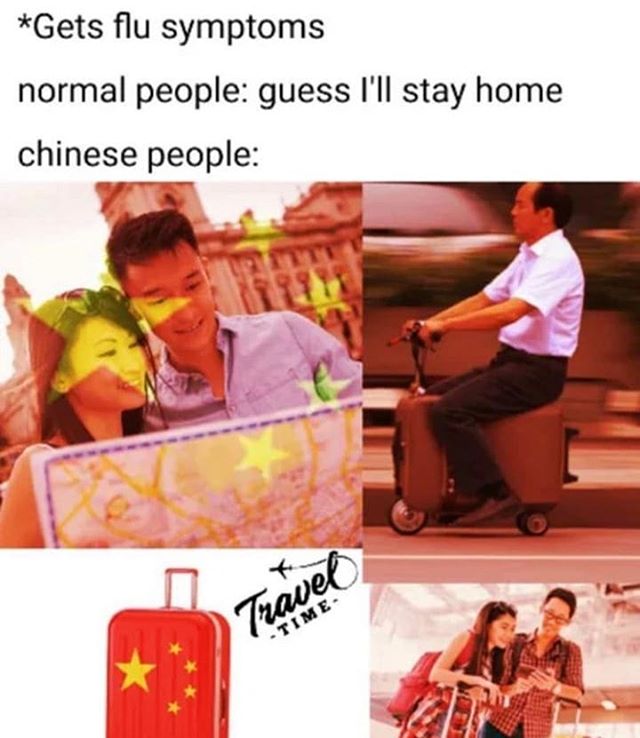 *Gets flu symptoms
normal people: guess I'll stay home
chinese people:
Travel
- TIME -